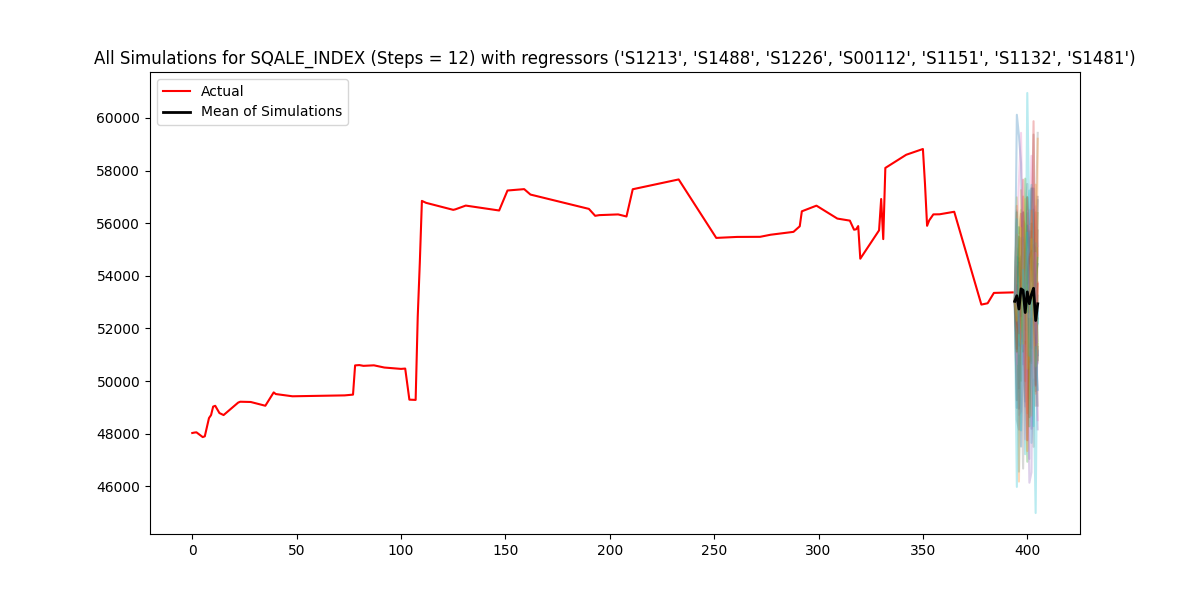 All Simulations for SQALE_INDEX (Steps = 12) with regressors ('S1213', 'S1488', 'S1226', 'S00112', 'S1151', 'S1132', 'S1481')
Actual
Mean of Simulations
60000
58000
56000
54000
52000
50000
48000
46000
0 50 100 150 200 250 300 350 400